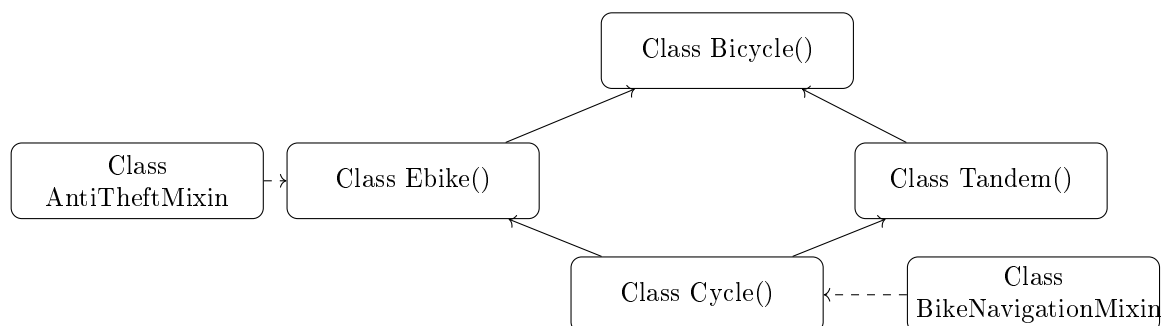 Class Bicycle()
Class
AntiTheftMixin
Class Ebike()
Class Tandem()
Class Cycle()
Class
BikeNavigationMixin